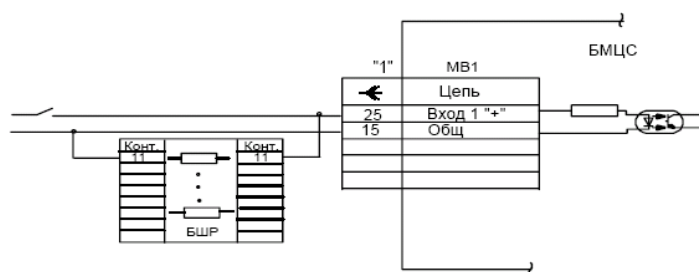 БМЦС
"1" МВ1
Цепь
25 Вход 1 "+"
15 Общ
Конт. Конт.
11 11
БШР